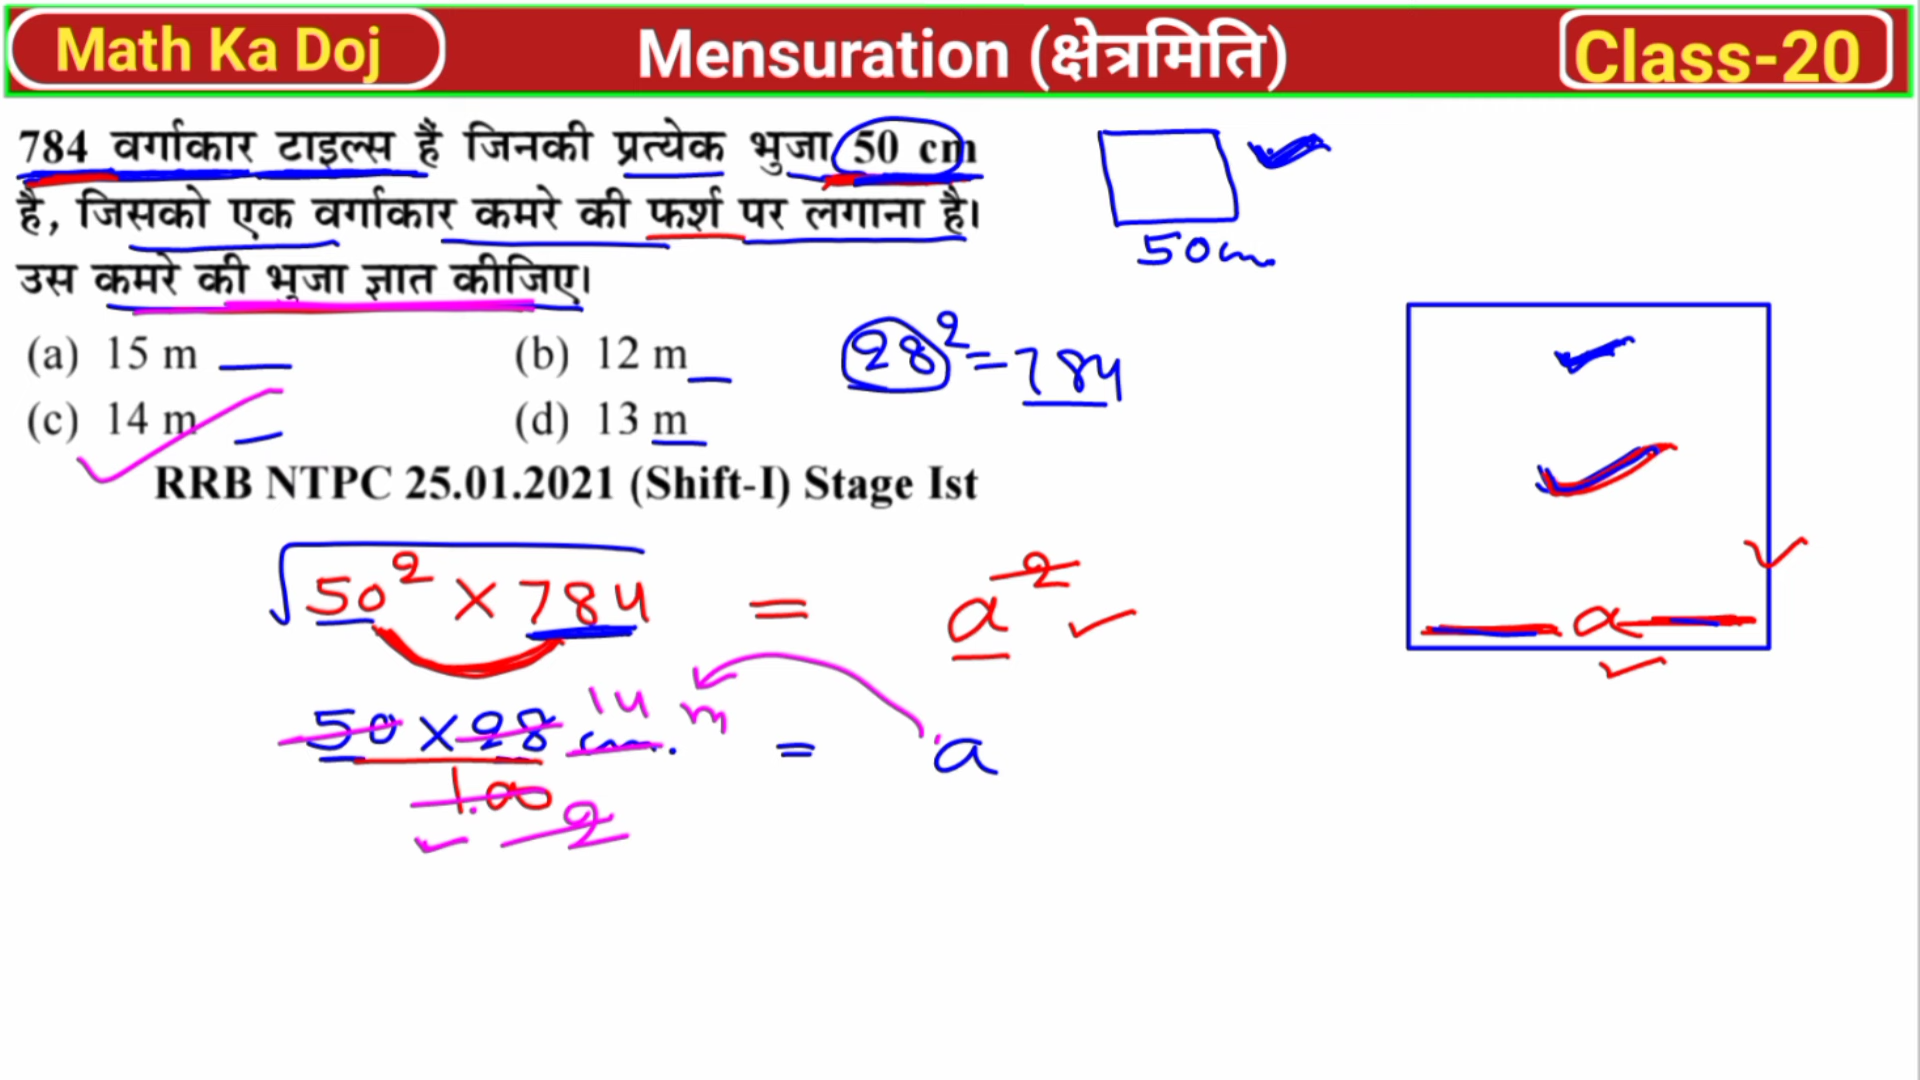 Math Ka Doj
Mensuration (क्षेत्रमिति)
Class-20
784 वर्गाकार टाइल्स हैं जिनकी प्रत्येक भुजा 50 cm
है, जिसको एक वर्गाकार कमरे की फर्श पर लगाना है।
उस कमरे की भुजा ज्ञात कीजिए।
(a) 15 m (b) 12 m
(c) 14 m (d) 13 m
RRB NTPC 25.01.2021 (Shift-I) Stage Ist
50cm
28² = 784
√50² × 784 = a²
a
14 m
50 × 28 cm. = a
100
2